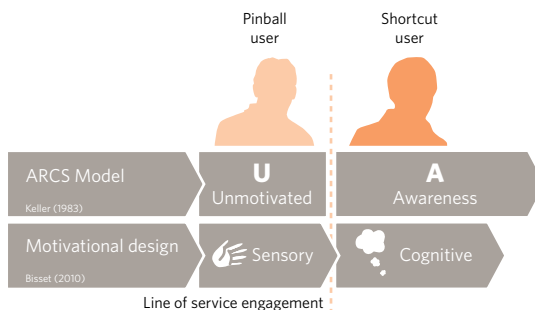 Pinball
user
Shortcut
user
ARCS Model
Keller (1983)
U
Unmotivated
A
Awareness
Motivational design
Bisset (2010)
Sensory
Cognitive
Line of service engagement